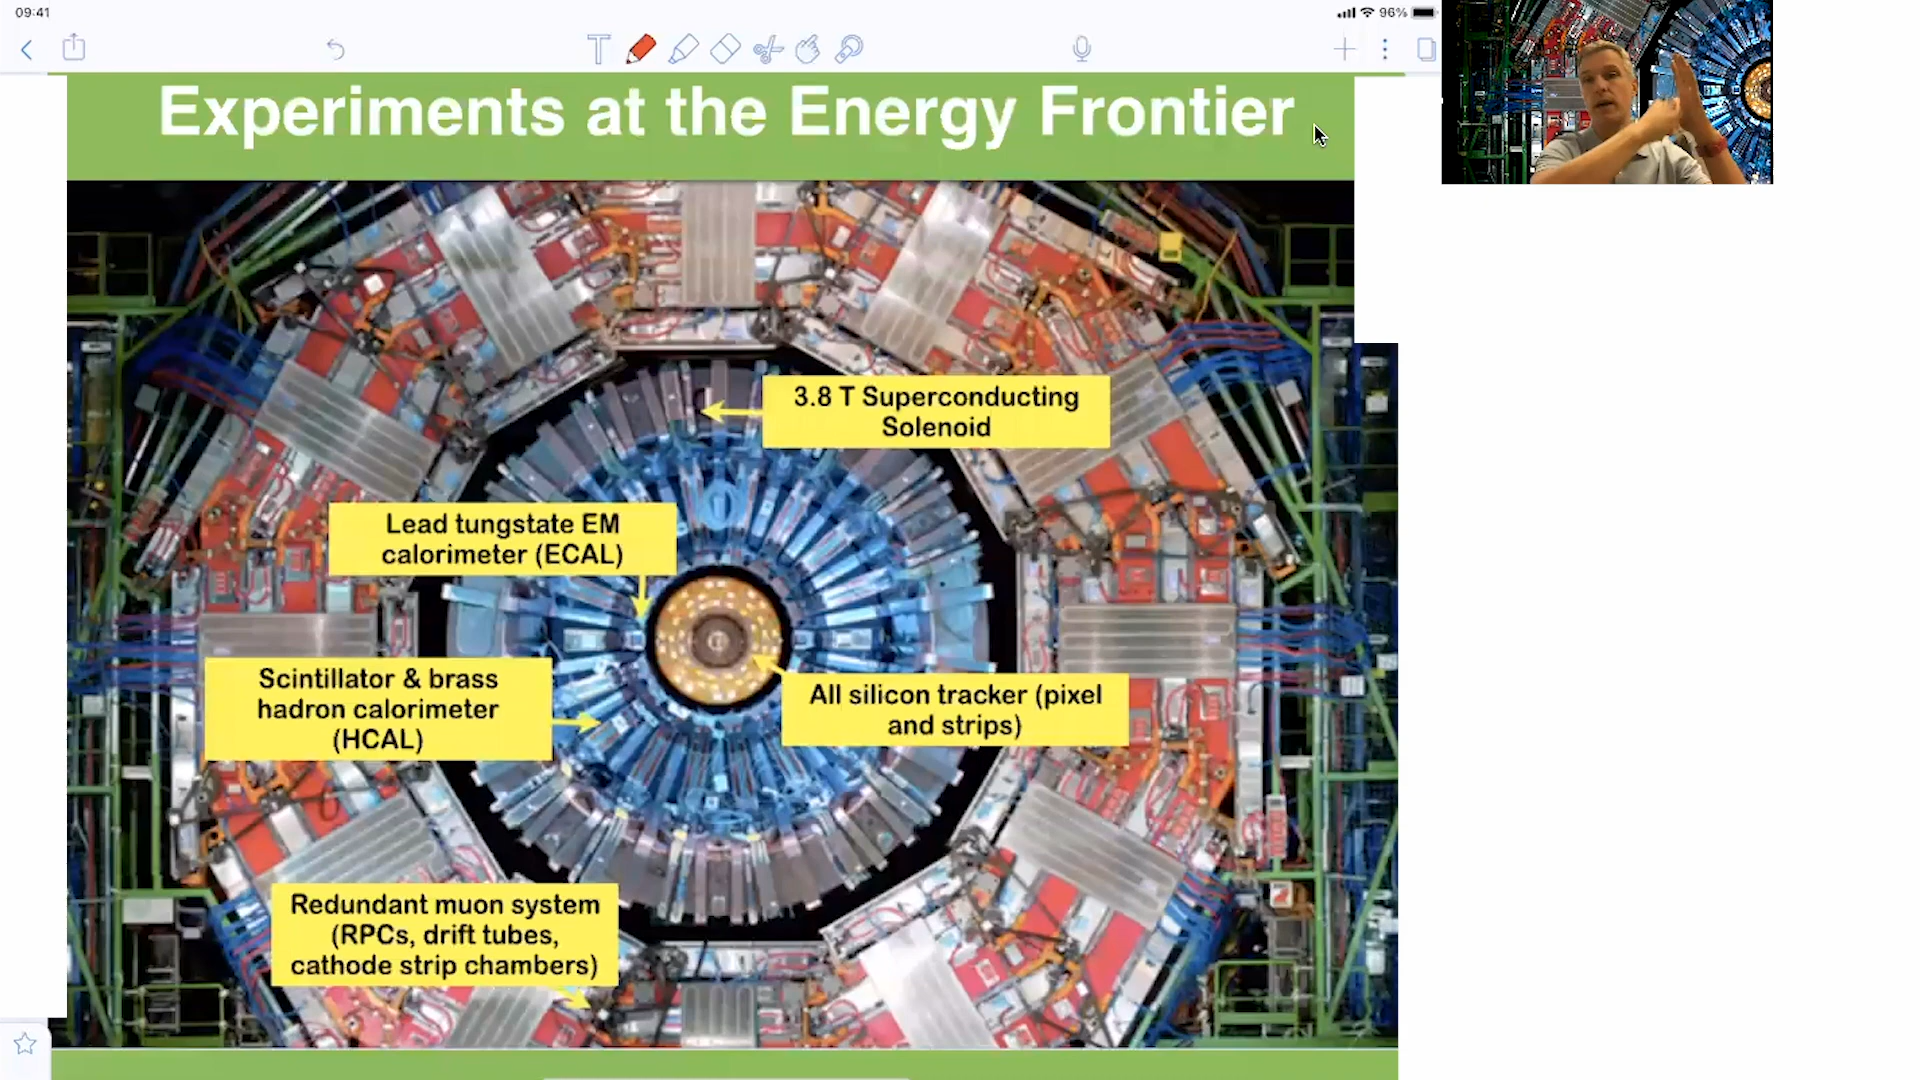 09:41
96%
Experiments at the Energy Frontier
3.8 T Superconducting
Solenoid
Lead tungstate EM
calorimeter (ECAL)
Scintillator & brass
hadron calorimeter
(HCAL)
All silicon tracker (pixel
and strips)
Redundant muon system
(RPCs, drift tubes,
cathode strip chambers)